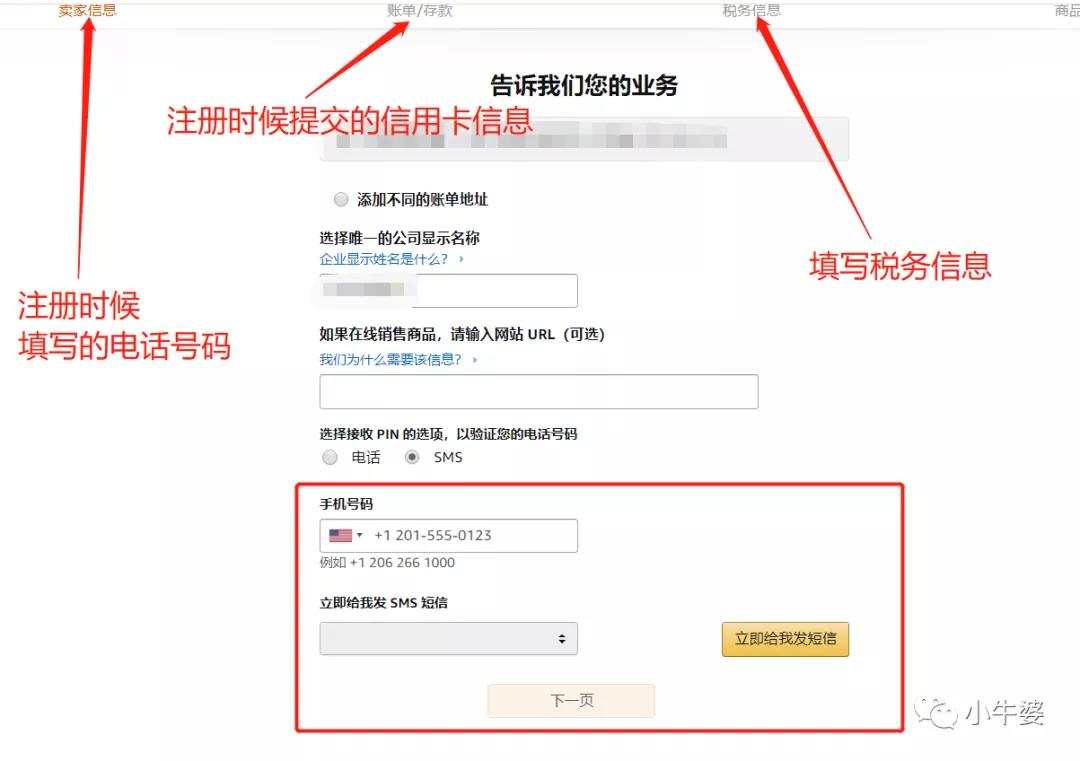 卖家信息
账单/存款
税务信息
商品
告诉我们您的业务
注册时候提交的信用卡信息
添加不同的账单地址
选择唯一的公司显示名称
企业显示姓名是什么？
填写税务信息
注册时候
填写的电话号码
如果在线销售商品，请输入网站 URL（可选）
我们为什么需要该信息？
选择接收 PIN 的选项，以验证您的电话号码
电话
SMS
手机号码
+1 201-555-0123
例如 +1 206 266 1000
立即给我发 SMS 短信
立即给我发短信
下一页
小牛婆